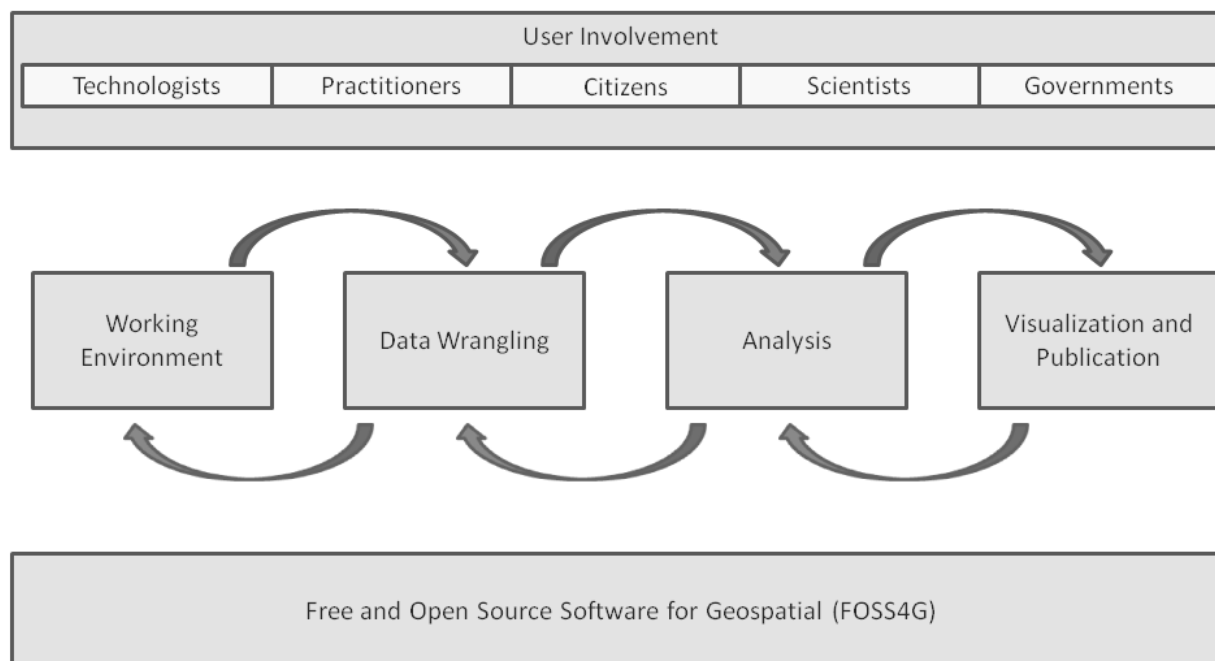 User Involvement
Technologists
Practitioners
Citizens
Scientists
Governments
Working
Environment
Data Wrangling
Analysis
Visualization and
Publication
Free and Open Source Software for Geospatial (FOSS4G)